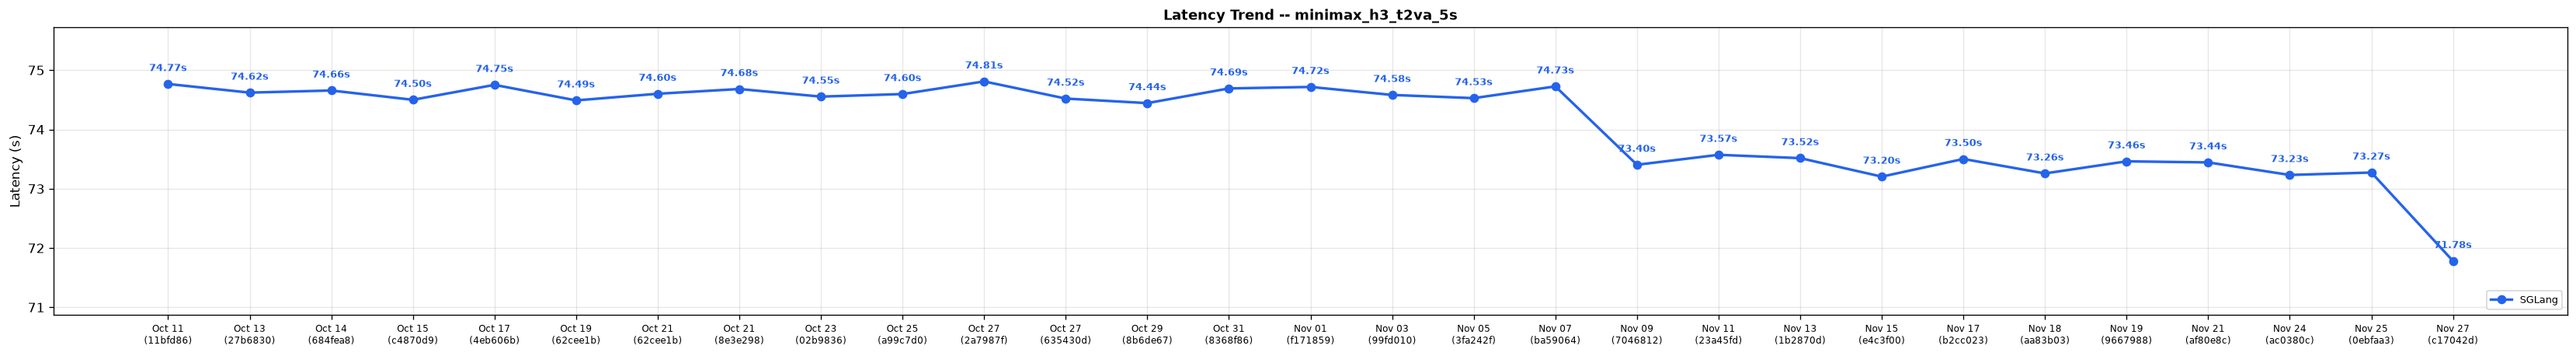 Latency Trend -- minimax_h3_t2va_5s
Latency (s)
75
74
73
72
71
74.77s
74.62s
74.66s
74.50s
74.75s
74.49s
74.60s
74.68s
74.55s
74.60s
74.81s
74.52s
74.44s
74.69s
74.72s
74.58s
74.53s
74.73s
73.40s
73.57s
73.52s
73.20s
73.50s
73.26s
73.46s
73.44s
73.23s
73.27s
71.78s
SGLang
Oct 11
(11bfd86)
Oct 13
(27b6830)
Oct 14
(684fea8)
Oct 15
(c4870d9)
Oct 17
(4eb606b)
Oct 19
(62cee1b)
Oct 21
(62cee1b)
Oct 21
(8e3e298)
Oct 23
(02b9836)
Oct 25
(a99c7d0)
Oct 27
(2a7987f)
Oct 27
(635430d)
Oct 29
(8b6de67)
Oct 31
(8368f86)
Nov 01
(f171859)
Nov 03
(99fd010)
Nov 05
(3fa242f)
Nov 07
(ba59064)
Nov 09
(7046812)
Nov 11
(23a45fd)
Nov 13
(1b2870d)
Nov 15
(e4c3f00)
Nov 17
(b2cc023)
Nov 18
(aa83b03)
Nov 19
(9667988)
Nov 21
(af80e8c)
Nov 24
(ac0380c)
Nov 25
(0ebfaa3)
Nov 27
(c17042d)